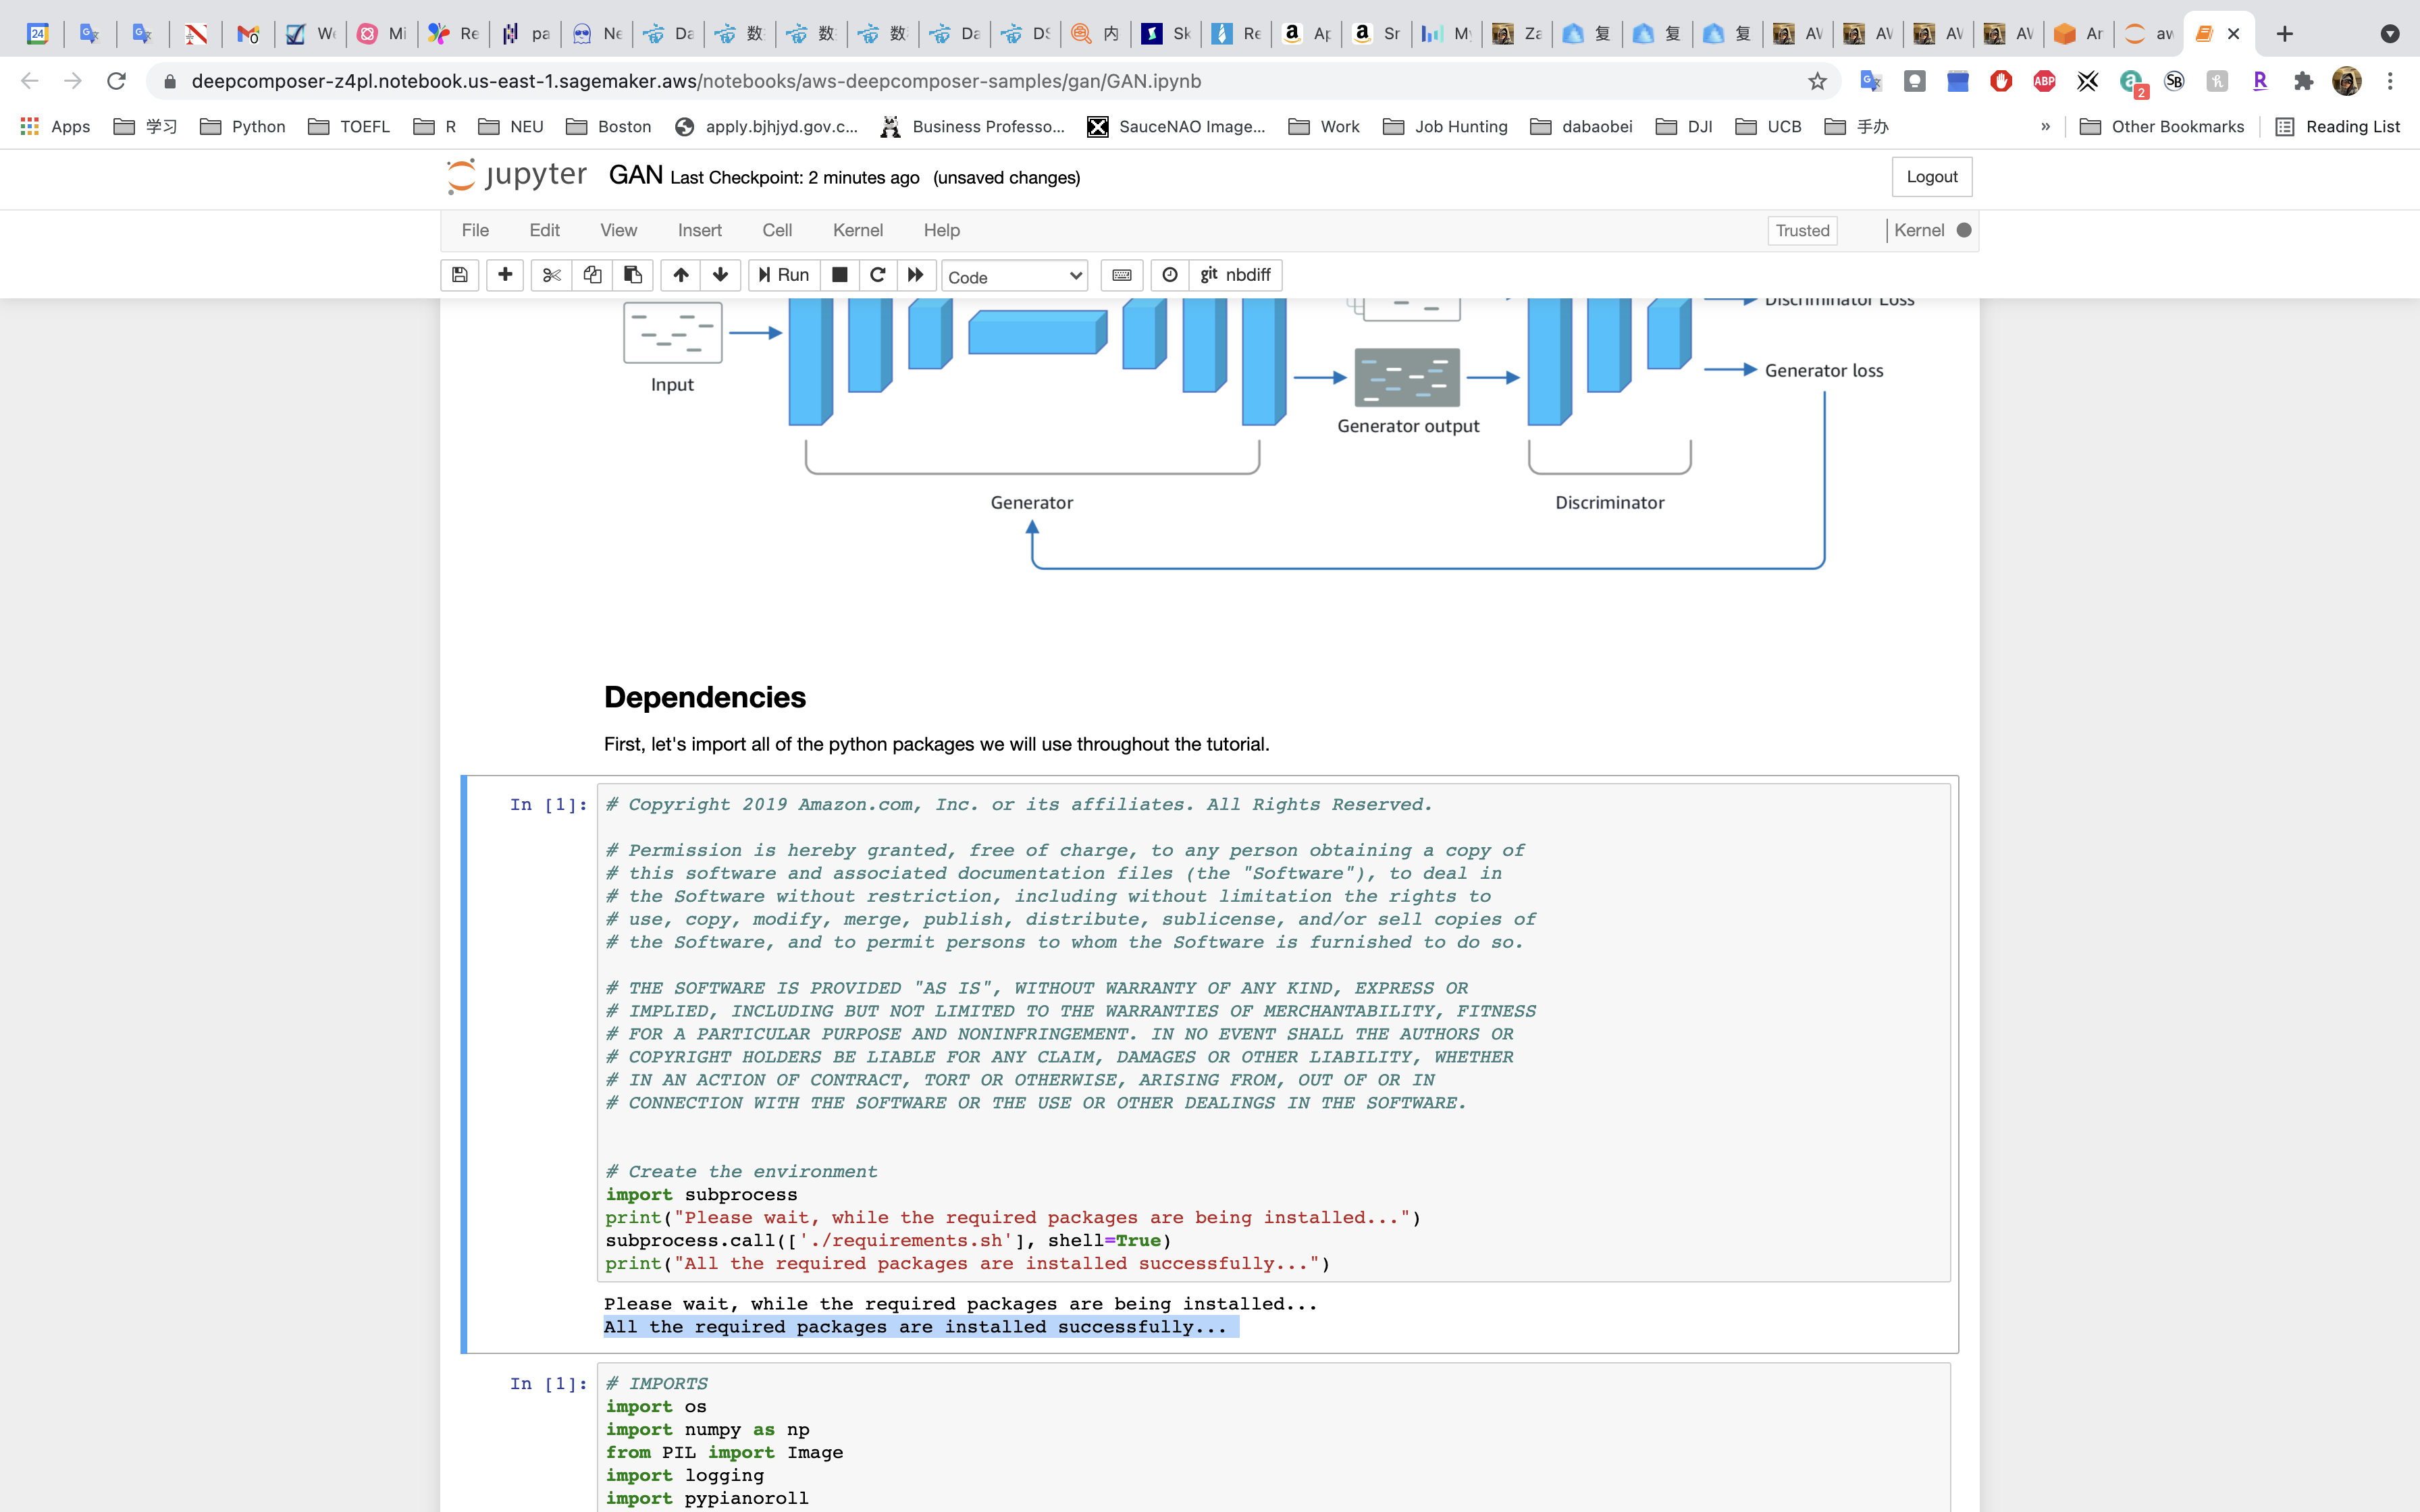 24 0 We Mi Re pa Ne Da 数 数 数 Da DS 内 Sk Re Ap Sr My Za 复 复 复 AV AV AV AV Ar aw
deepcomposer-z4pl.notebook.us-east-1.sagemaker.aws/notebooks/aws-deepcomposer-samples/gan/GAN.ipynb ABP 2 SB R
Apps 学习 Python TOEFL R NEU Boston apply.bjhjyd.gov.c... Business Professo... SauceNAO Image... Work Job Hunting dabaobei DJI UCB 手办 » Other Bookmarks Reading List
jupyter GAN Last Checkpoint: 2 minutes ago (unsaved changes) Logout
File Edit View Insert Cell Kernel Help Trusted Kernel
Run Code git nbdiff
Discriminator Loss
Generator loss
Input
Generator output
Generator Discriminator
Dependencies
First, let's import all of the python packages we will use throughout the tutorial.
In [1]: # Copyright 2019 Amazon.com, Inc. or its affiliates. All Rights Reserved.
# Permission is hereby granted, free of charge, to any person obtaining a copy of
# this software and associated documentation files (the "Software"), to deal in
# the Software without restriction, including without limitation the rights to
# use, copy, modify, merge, publish, distribute, sublicense, and/or sell copies of
# the Software, and to permit persons to whom the Software is furnished to do so.
# THE SOFTWARE IS PROVIDED "AS IS", WITHOUT WARRANTY OF ANY KIND, EXPRESS OR
# IMPLIED, INCLUDING BUT NOT LIMITED TO THE WARRANTIES OF MERCHANTABILITY, FITNESS
# FOR A PARTICULAR PURPOSE AND NONINFRINGEMENT. IN NO EVENT SHALL THE AUTHORS OR
# COPYRIGHT HOLDERS BE LIABLE FOR ANY CLAIM, DAMAGES OR OTHER LIABILITY, WHETHER
# IN AN ACTION OF CONTRACT, TORT OR OTHERWISE, ARISING FROM, OUT OF OR IN
# CONNECTION WITH THE SOFTWARE OR THE USE OR OTHER DEALINGS IN THE SOFTWARE.
# Create the environment
import subprocess
print("Please wait, while the required packages are being installed...")
subprocess.call(['./requirements.sh'], shell=True)
print("All the required packages are installed successfully...")
Please wait, while the required packages are being installed...
All the required packages are installed successfully...
In [1]: # IMPORTS
import os
import numpy as np
from PIL import Image
import logging
import pypianoroll